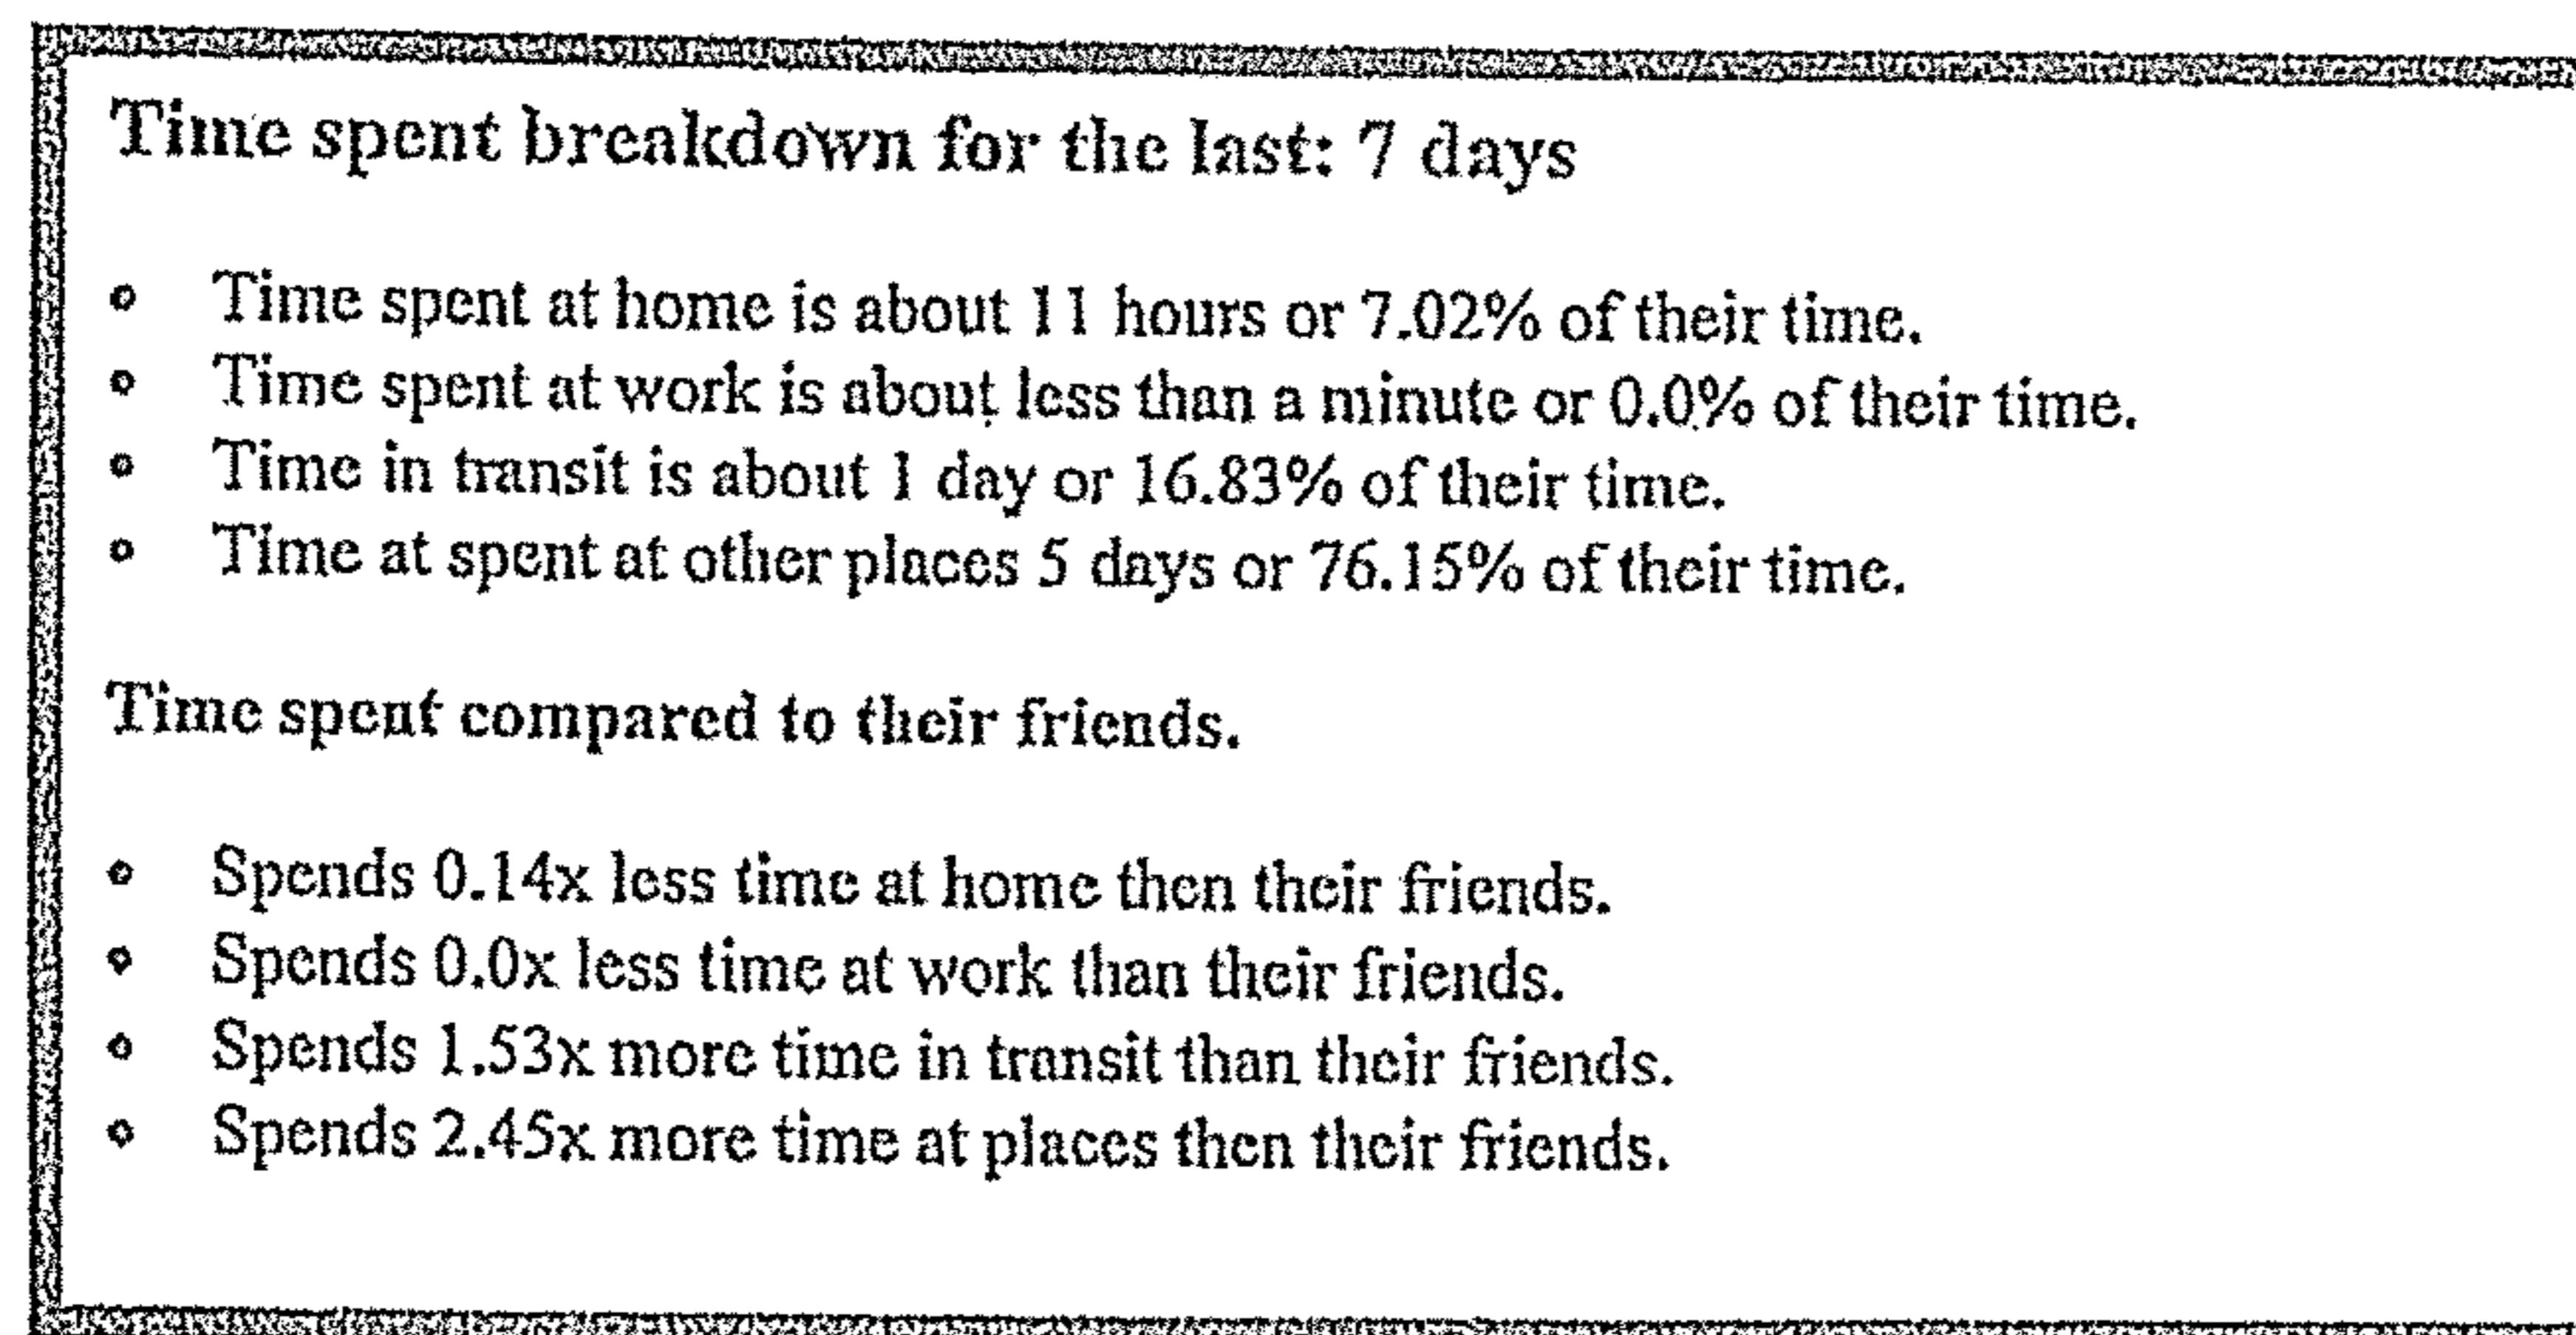 Time spent breakdown for the last: 7 days
Time spent at home is about 11 hours or 7.02% of their time.
Time spent at work is about less than a minute or 0.0% of their time.
Time in transit is about 1 day or 16.83% of their time.
Time at spent at other places 5 days or 76.15% of their time.
Time spent compared to their friends.
Spends 0.14x less time at home then their friends.
Spends 0.0x less time at work than their friends.
Spends 1.53x more time in transit than their friends.
Spends 2.45x more time at places then their friends.